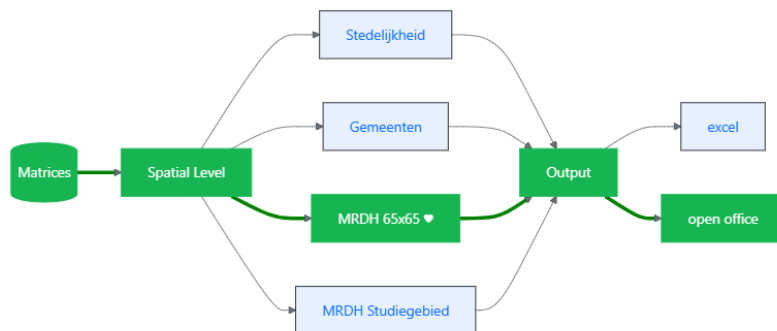 Stedelijkheid
Matrices
Spatial Level
Gemeenten
MRDH 65x65 ♥
MRDH Studiegebied
Output
excel
open office